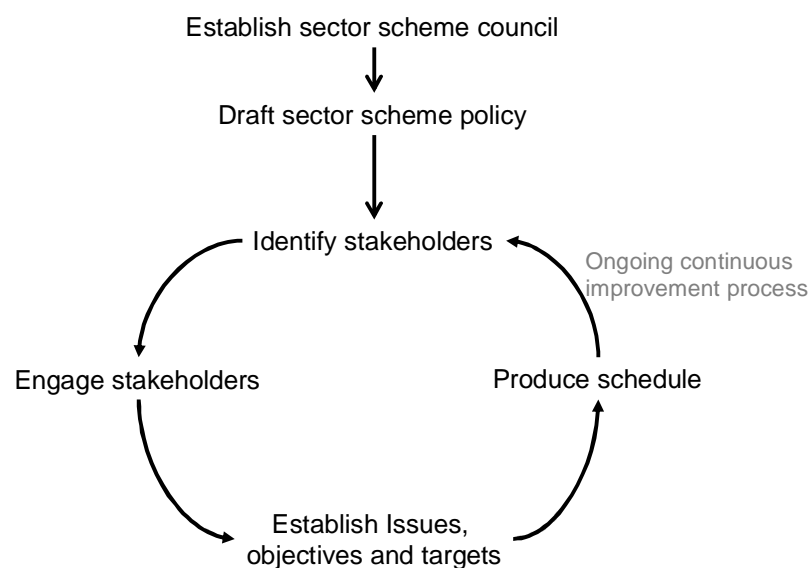 Establish sector scheme council
Draft sector scheme policy
Identify stakeholders
Ongoing continuous
improvement process
Engage stakeholders
Produce schedule
Establish Issues,
objectives and targets